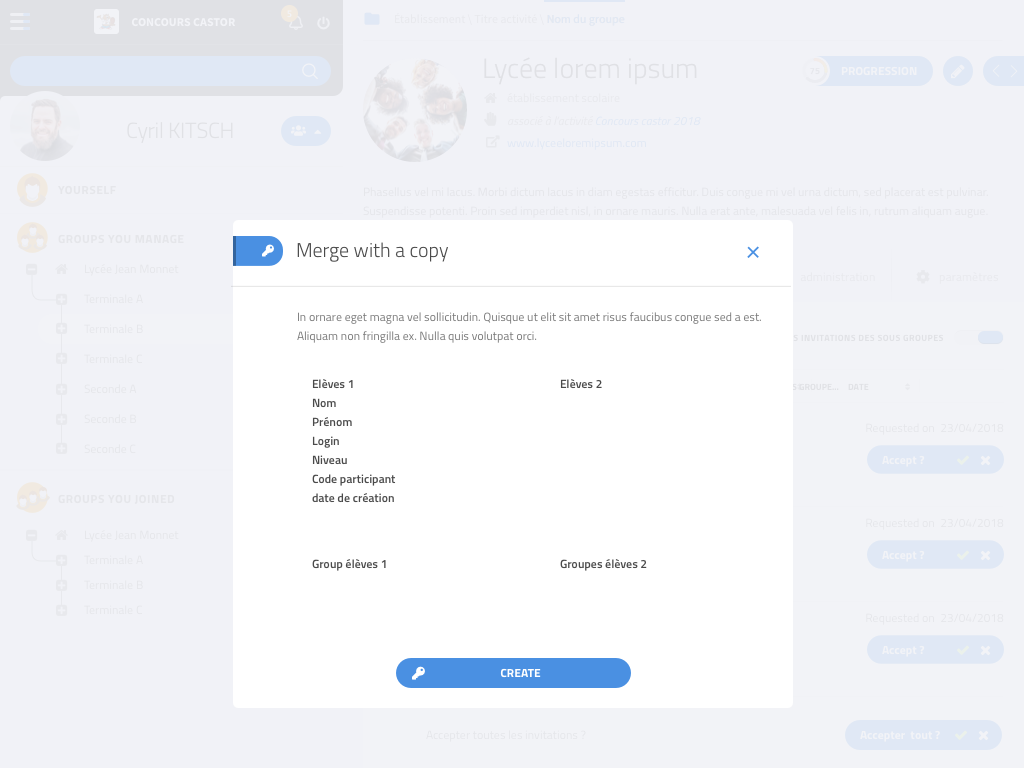 CONCOURS CASTOR
Etablissement \ Titre activité \ Nom du groupe
Lycée lorem ipsum
PROGRESSION
établissement scolaire
associé à l'activité Concours castor 2018
www.lyceeloremipsum.com
Cyril KITSCH
YOURSELF
GROUPS YOU MANAGE
Lycée Jean Monnet
Terminale A
Terminale B
Terminale C
Seconde A
Seconde B
Seconde C
GROUPS YOU JOINED
Lycée Jean Monnet
Terminale A
Terminale B
Terminale C
Phasellus vel mi lacus. Morbi dictum lacus in diam egestas efficitur. Duis congue mi vel urna dictum, sed placerat est pulvinar.
Suspendisse potenti. Proin sed imperdiet nisl, in ornare mauris. Nulla erat ante, malesuada vel felis in, rutrum aliquam augue.
administration
paramètres
S INVITATIONS DES SOUS GROUPES
GROUPE... DATE
Requested on 23/04/2018
Accept ?
Requested on 23/04/2018
Accept ?
Requested on 23/04/2018
Accept ?
Accepter toutes les invitations ?
Accepter tout ?
Merge with a copy
In ornare eget magna vel sollicitudin. Quisque ut elit sit amet risus faucibus congue sed a est.
Aliquam non fringilla ex. Nulla quis volutpat orci.
Elèves 1
Elèves 2
Nom
Prénom
Login
Niveau
Code participant
date de création
Group élèves 1
Groupes élèves 2
CREATE